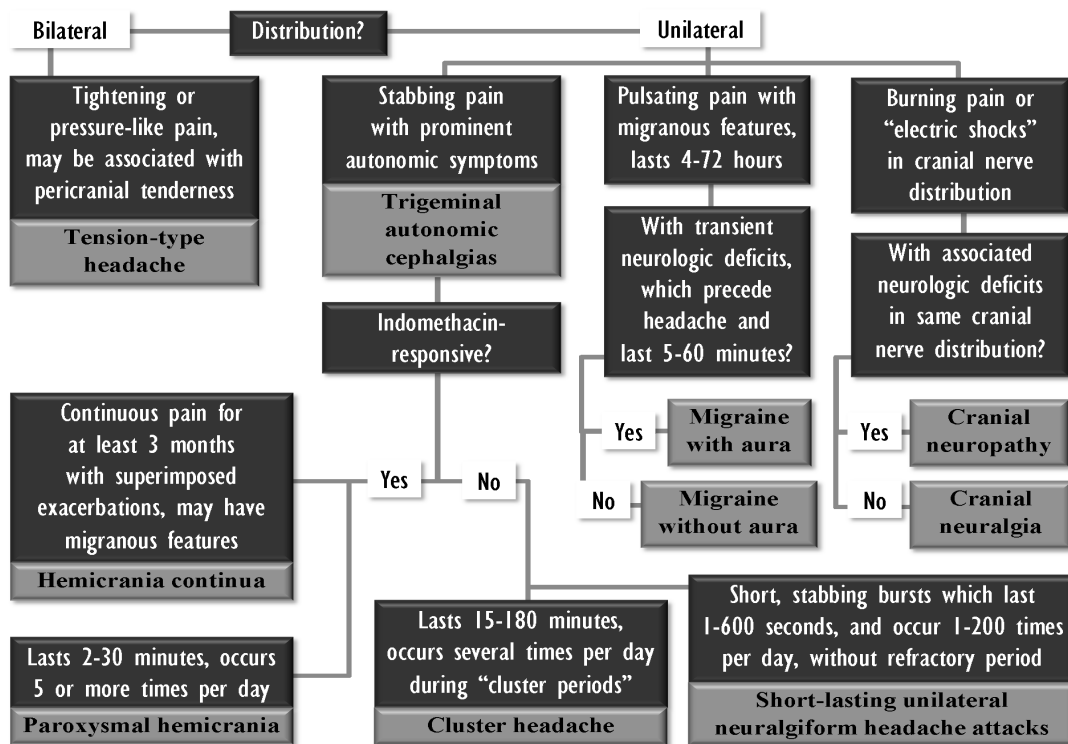 Bilateral
Distribution?
Unilateral
Tightening or
pressure-like pain,
may be associated with
pericranial tenderness
Tension-type
headache
Stabbing pain
with prominent
autonomic symptoms
Trigeminal
autonomic
cephalgias
Indomethacin-
responsive?
Pulsating pain with
migranous features,
lasts 4-72 hours
With transient
neurologic deficits,
which precede
headache and
last 5-60 minutes?
Yes
Migraine
with aura
No
Migraine
without aura
Burning pain or
“electric shocks”
in cranial nerve
distribution
With associated
neurologic deficits
in same cranial
nerve distribution?
Yes
Cranial
neuropathy
No
Cranial
neuralgia
Yes
No
Continuous pain for
at least 3 months
with superimposed
exacerbations, may have
migranous features
Hemicrania continua
Lasts 2-30 minutes, occurs
5 or more times per day
Paroxysmal hemicrania
Lasts 15-180 minutes,
occurs several times per day
during “cluster periods”
Cluster headache
Short, stabbing bursts which last
1-600 seconds, and occur 1-200 times
per day, without refractory period
Short-lasting unilateral
neuralgiform headache attacks